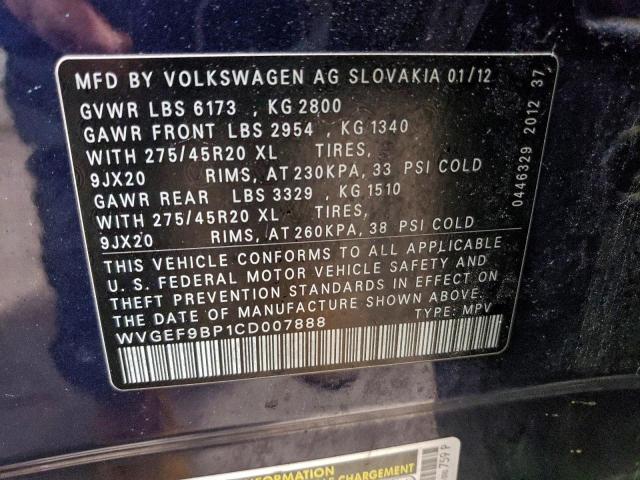 MFD BY VOLKSWAGEN AG SLOVAKIA 01/12
GVWR LBS 6173 , KG 2800
GAWR FRONT LBS 2954 , KG 1340
WITH 275/45R20 XL TIRES,
9JX20 RIMS, AT 230KPA, 33 PSI COLD
GAWR REAR LBS 3329 , KG 1510
WITH 275/45R20 XL TIRES,
9JX20 RIMS, AT 260KPA, 38 PSI COLD
THIS VEHICLE CONFORMS TO ALL APPLICABLE
U. S. FEDERAL MOTOR VEHICLE SAFETY AND
THEFT PREVENTION STANDARDS IN EFFECT ON
THE DATE OF MANUFACTURE SHOWN ABOVE.
WVGEF9BP1CD007888 TYPE: MPV
0446329 2012 37
INFORMATION
CHARGEMENT
759 P